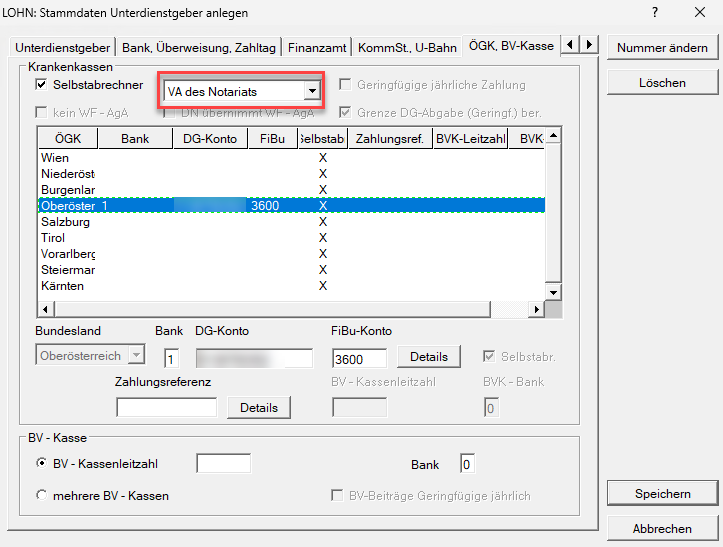 LOHN: Stammdaten Unterdienstgeber anlegen ?
Unterdienstgeber Bank, Überweisung, Zahltag Finanzamt KommSt., U-Bahn ÖGK, BV-Kasse Nummer ändern
Krankenkassen
Selbstabrechner VA des Notariats Geringfügige jährliche Zahlung Löschen
kein WF - AgA DN übernimmt WF - AgA Grenze DG-Abgabe (Geringf.) ber.
ÖGK Bank DG-Konto FiBu Selbstabr Zahlungsref. BVK-Leitzahl BVK-
Wien X
Niederöst X
Burgenlar X
Oberöster 1 3600 X
Salzburg X
Tirol X
Vorarlberg X
Steiermar X
Kärnten X
Bundesland Bank DG-Konto FiBu-Konto
Oberösterreich 1 3600 Details Selbstabr.
Zahlungsreferenz BV - Kassenleitzahl BVK - Bank
Details 0
BV - Kasse
BV - Kassenleitzahl Bank 0
mehrere BV - Kassen BV-Beiträge Geringfügige jährlich
Speichern
Abbrechen